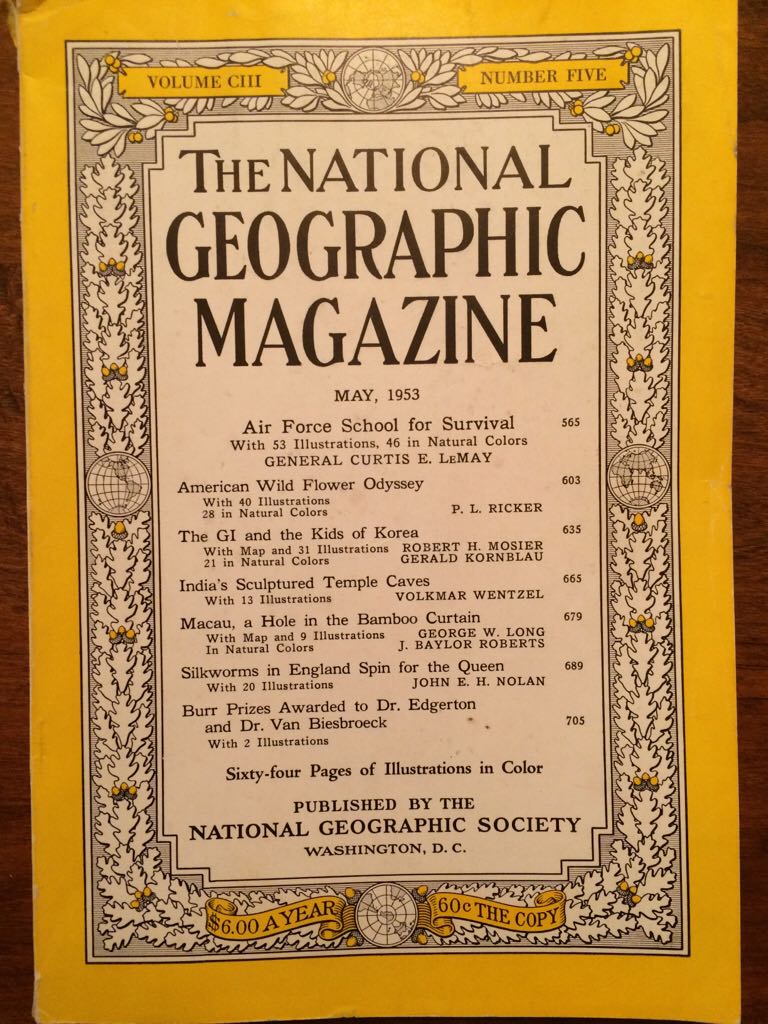 VOLUME CIII
NUMBER FIVE
THE NATIONAL
GEOGRAPHIC
MAGAZINE
MAY, 1953
Air Force School for Survival 565
With 53 Illustrations, 46 in Natural Colors
GENERAL CURTIS E. LeMAY
American Wild Flower Odyssey 603
With 40 Illustrations
28 in Natural Colors P. L. RICKER
The GI and the Kids of Korea 635
With Map and 31 Illustrations ROBERT H. MOSIER
21 in Natural Colors GERALD KORNBLAU
India's Sculptured Temple Caves 665
With 13 Illustrations VOLKMAR WENTZEL
Macau, a Hole in the Bamboo Curtain 679
With Map and 9 Illustrations GEORGE W. LONG
In Natural Colors J. BAYLOR ROBERTS
Silkworms in England Spin for the Queen 689
With 20 Illustrations JOHN E. H. NOLAN
Burr Prizes Awarded to Dr. Edgerton
and Dr. Van Biesbroeck 705
With 2 Illustrations
Sixty-four Pages of Illustrations in Color
PUBLISHED BY THE
NATIONAL GEOGRAPHIC SOCIETY
WASHINGTON, D. C.
$6.00 A YEAR
60c THE COPY